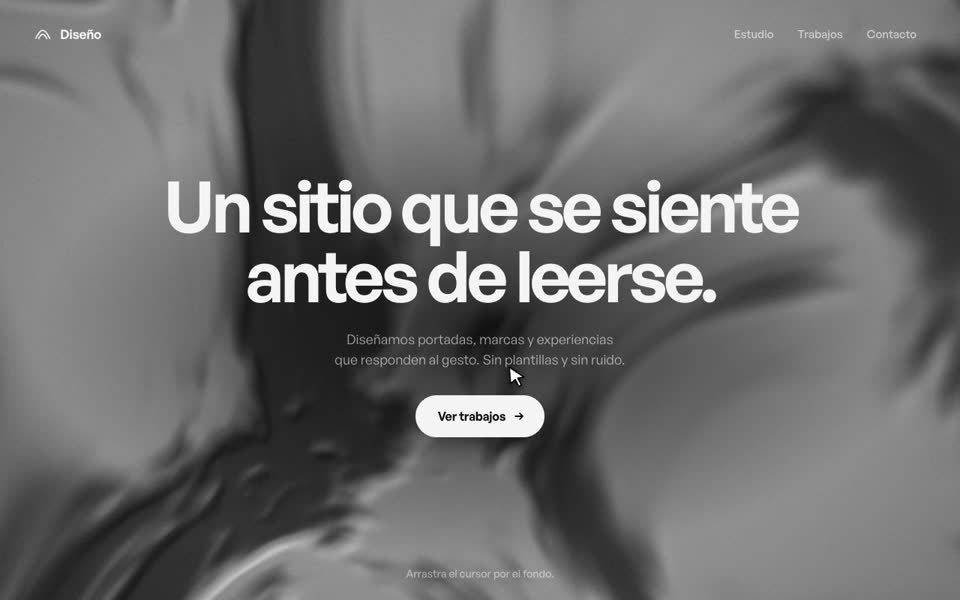 Diseño
Estudio
Trabajos
Contacto
Un sitio que se siente
antes de leerse.
Diseñamos portadas, marcas y experiencias
que responden al gesto. Sin plantillas y sin ruido.
Ver trabajos →
Arrastra el cursor por el fondo.